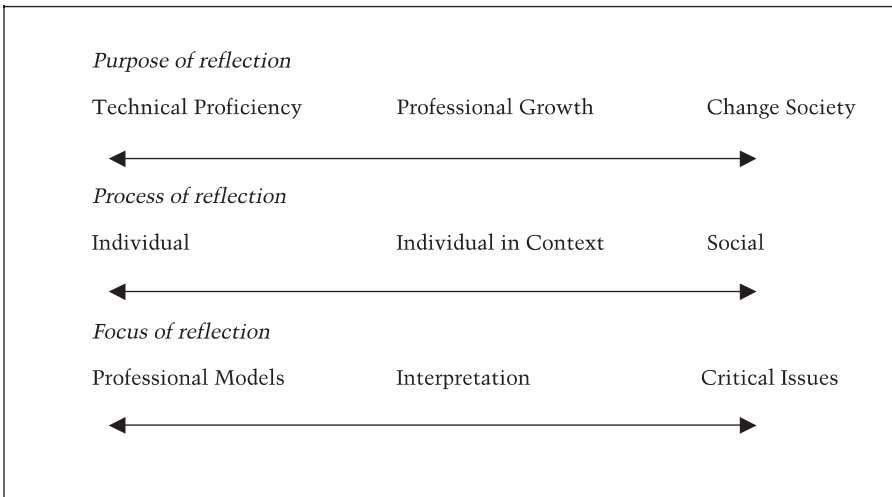 Purpose of reflection
Technical Proficiency Professional Growth Change Society
Process of reflection
Individual Individual in Context Social
Focus of reflection
Professional Models Interpretation Critical Issues